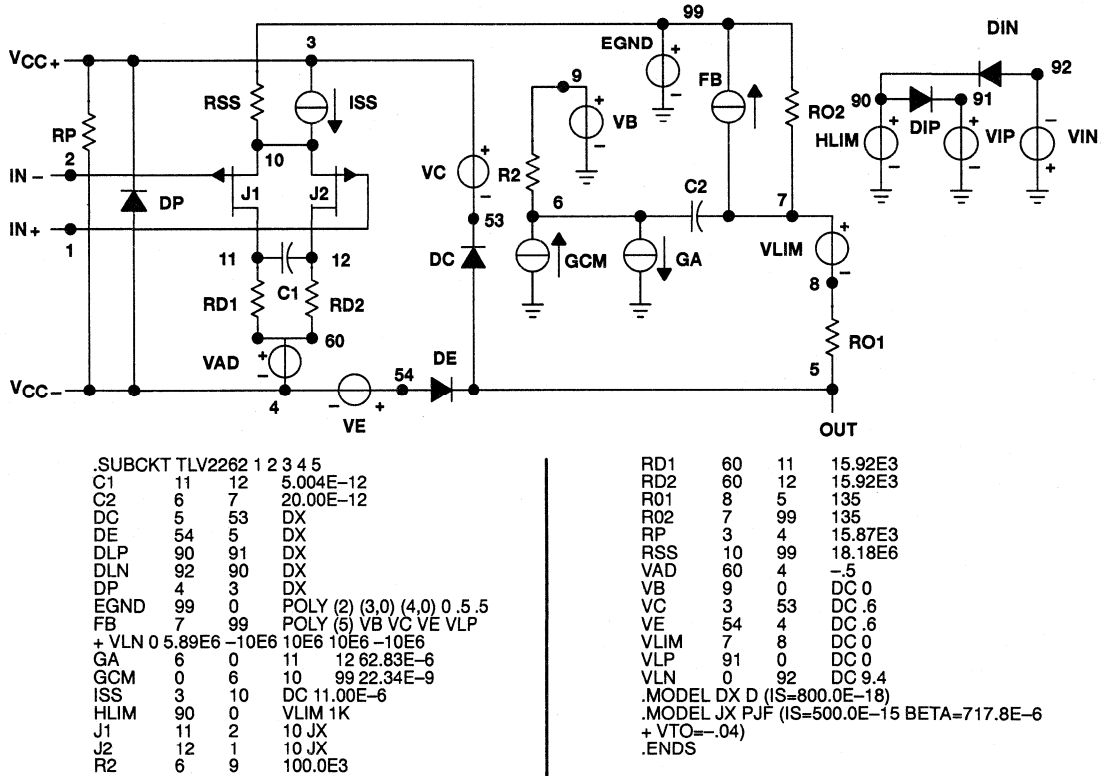 99
DIN
VCC+
3
EGND
+
–
FB
92
9
RSS
ISS
VB
+
–
RO2
90
91
DIP
HLIM
+
–
VIP
+
–
VIN
–
+
RP
10
2
IN –
J1
J2
DP
VC
+
–
R2
C2
IN+
1
53
6
7
11
12
C1
DC
GCM
GA
VLIM
+
–
8
RD1
RD2
60
RO1
VAD
+
–
DE
54
5
VCC–
4
–
+
VE
OUT
.SUBCKT TLV2262 1 2 3 4 5
C1 11 12 5.004E–12
C2 6 7 20.00E–12
DC 5 53 DX
DE 54 5 DX
DLP 90 91 DX
DLN 92 90 DX
DP 4 3 DX
EGND 99 0 POLY (2) (3,0) (4,0) 0 .5 .5
FB 7 99 POLY (5) VB VC VE VLP
+ VLN 0 5.89E6 –10E6 10E6 10E6 –10E6
GA 6 0 11 12 62.83E–6
GCM 0 6 10 99 22.34E–9
ISS 3 10 DC 11.00E–6
HLIM 90 0 VLIM 1K
J1 11 2 10 JX
J2 12 1 10 JX
R2 6 9 100.0E3
RD1 60 11 15.92E3
RD2 60 12 15.92E3
R01 8 5 135
R02 7 99 135
RP 3 4 15.87E3
RSS 10 99 18.18E6
VAD 60 4 –.5
VB 9 0 DC 0
VC 3 53 DC .6
VE 54 4 DC .6
VLIM 7 8 DC 0
VLP 91 0 DC 0
VLN 0 92 DC 9.4
.MODEL DX D (IS=800.0E–18)
.MODEL JX PJF (IS=500.0E–15 BETA=717.8E–6
+ VTO=–.04)
.ENDS